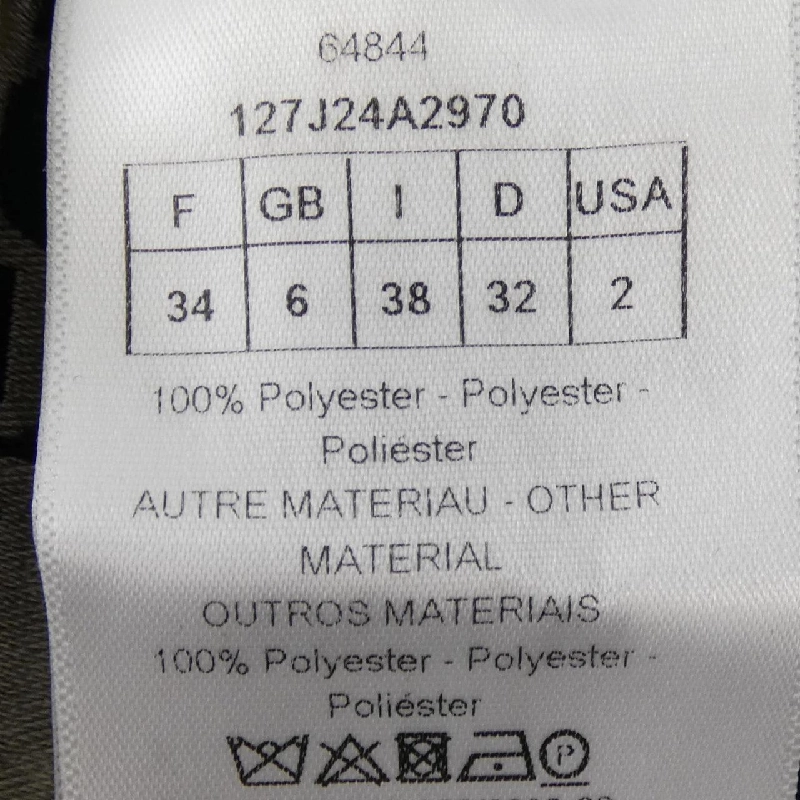 64844
127J24A2970
F GB I D USA
34 6 38 32 2
100% Polyester - Polyester -
Poliéster
AUTRE MATERIAU - OTHER
MATERIAL
OUTROS MATERIAIS
100% Polyester - Polyester -
Poliéster
P